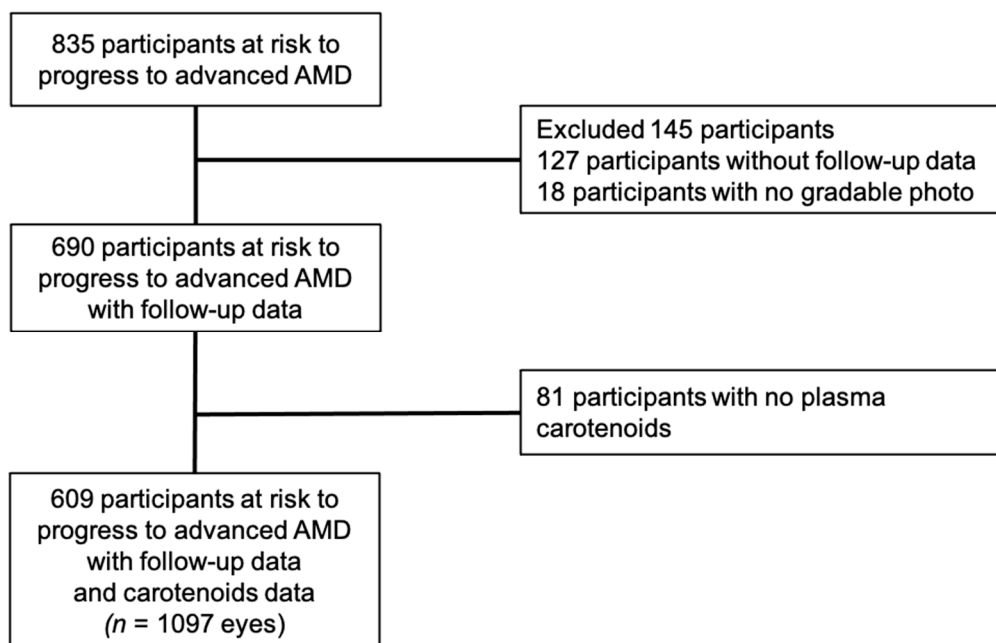 835 participants at risk to
progress to advanced AMD
Excluded 145 participants
127 participants without follow-up data
18 participants with no gradable photo
690 participants at risk to
progress to advanced AMD
with follow-up data
81 participants with no plasma
carotenoids
609 participants at risk to
progress to advanced AMD
with follow-up data
and carotenoids data
(n = 1097 eyes)